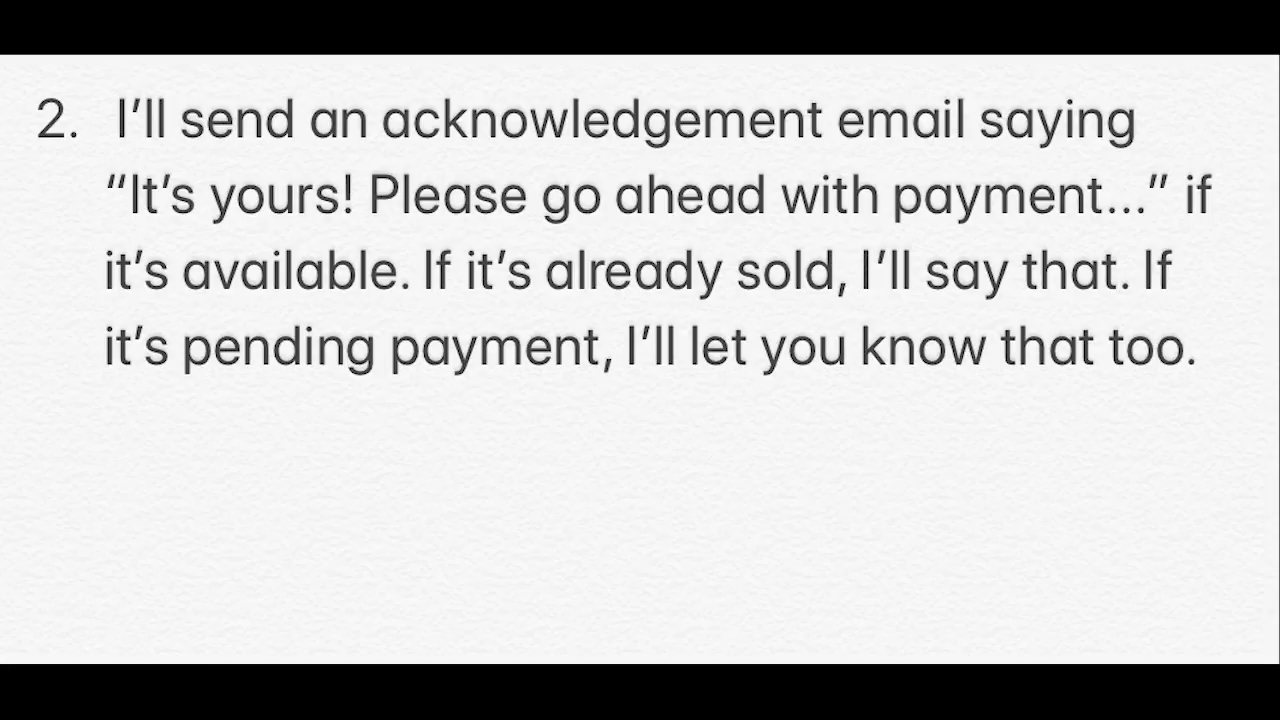 2. I’ll send an acknowledgement email saying
“It’s yours! Please go ahead with payment...” if
it’s available. If it’s already sold, I’ll say that. If
it’s pending payment, I’ll let you know that too.